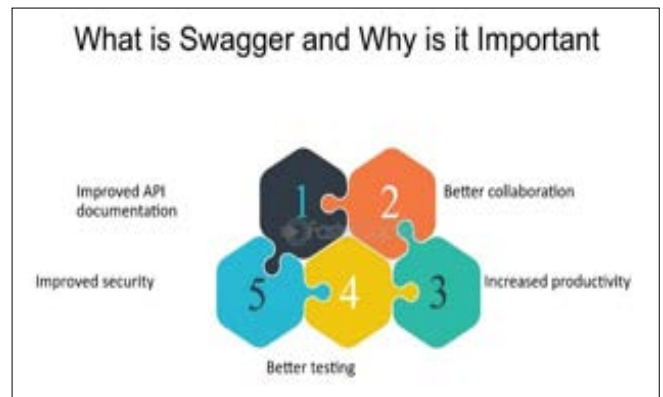 What is Swagger and Why is it Important
Improved API
documentation
1
2
Better collaboration
Improved security
5
4
3
Increased productivity
Better testing